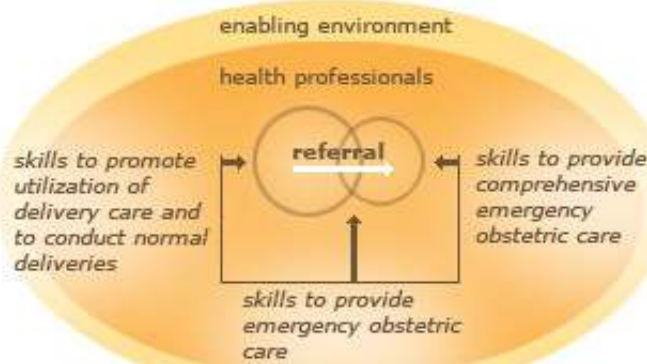 enabling environment
health professionals
referral
skills to promote
utilization of
delivery care and
to conduct normal
deliveries
skills to provide
comprehensive
emergency
obstetric care
skills to provide
emergency obstetric
care